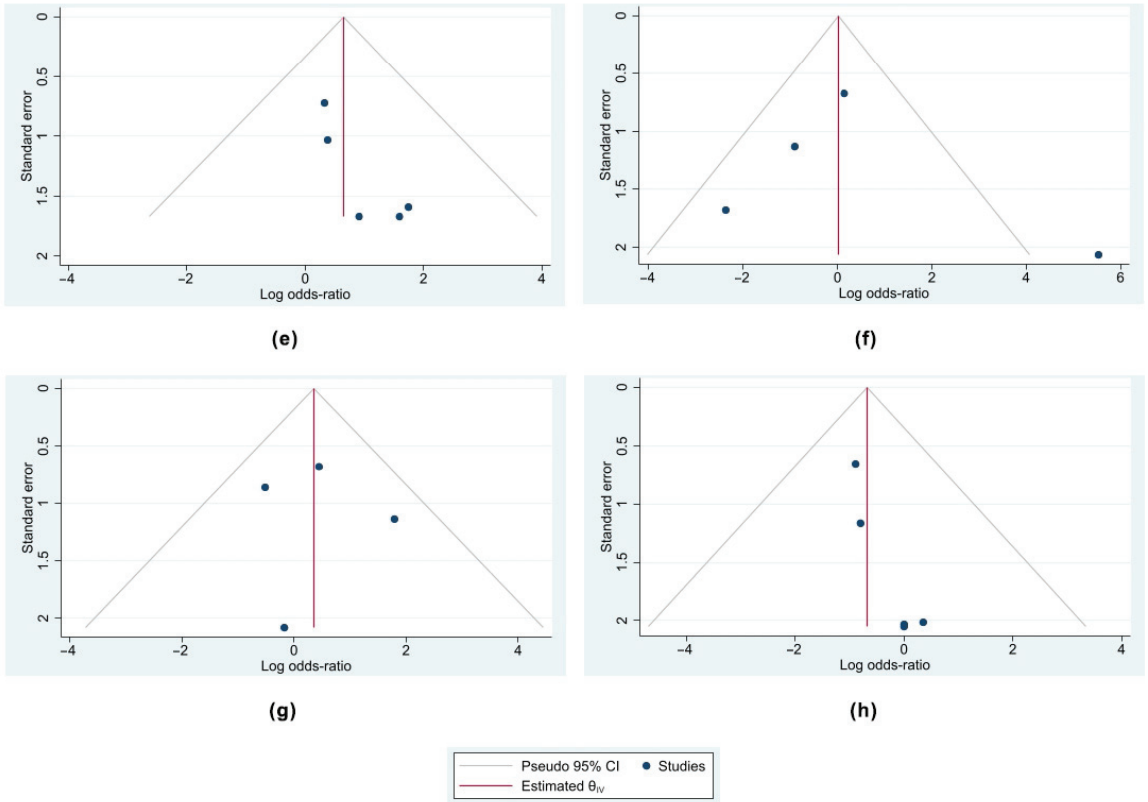 0
0.5
1
1.5
2
Standard error
−4
−2
0
2
4
Log odds-ratio
(e)
0
0.5
1
1.5
2
Standard error
−4
−2
0
2
4
6
Log odds-ratio
(f)
0
0.5
1
1.5
2
Standard error
−4
−2
0
2
4
Log odds-ratio
(g)
0
0.5
1
1.5
2
Standard error
−4
−2
0
2
4
Log odds-ratio
(h)
Pseudo 95% CI
Studies
Estimated θIV